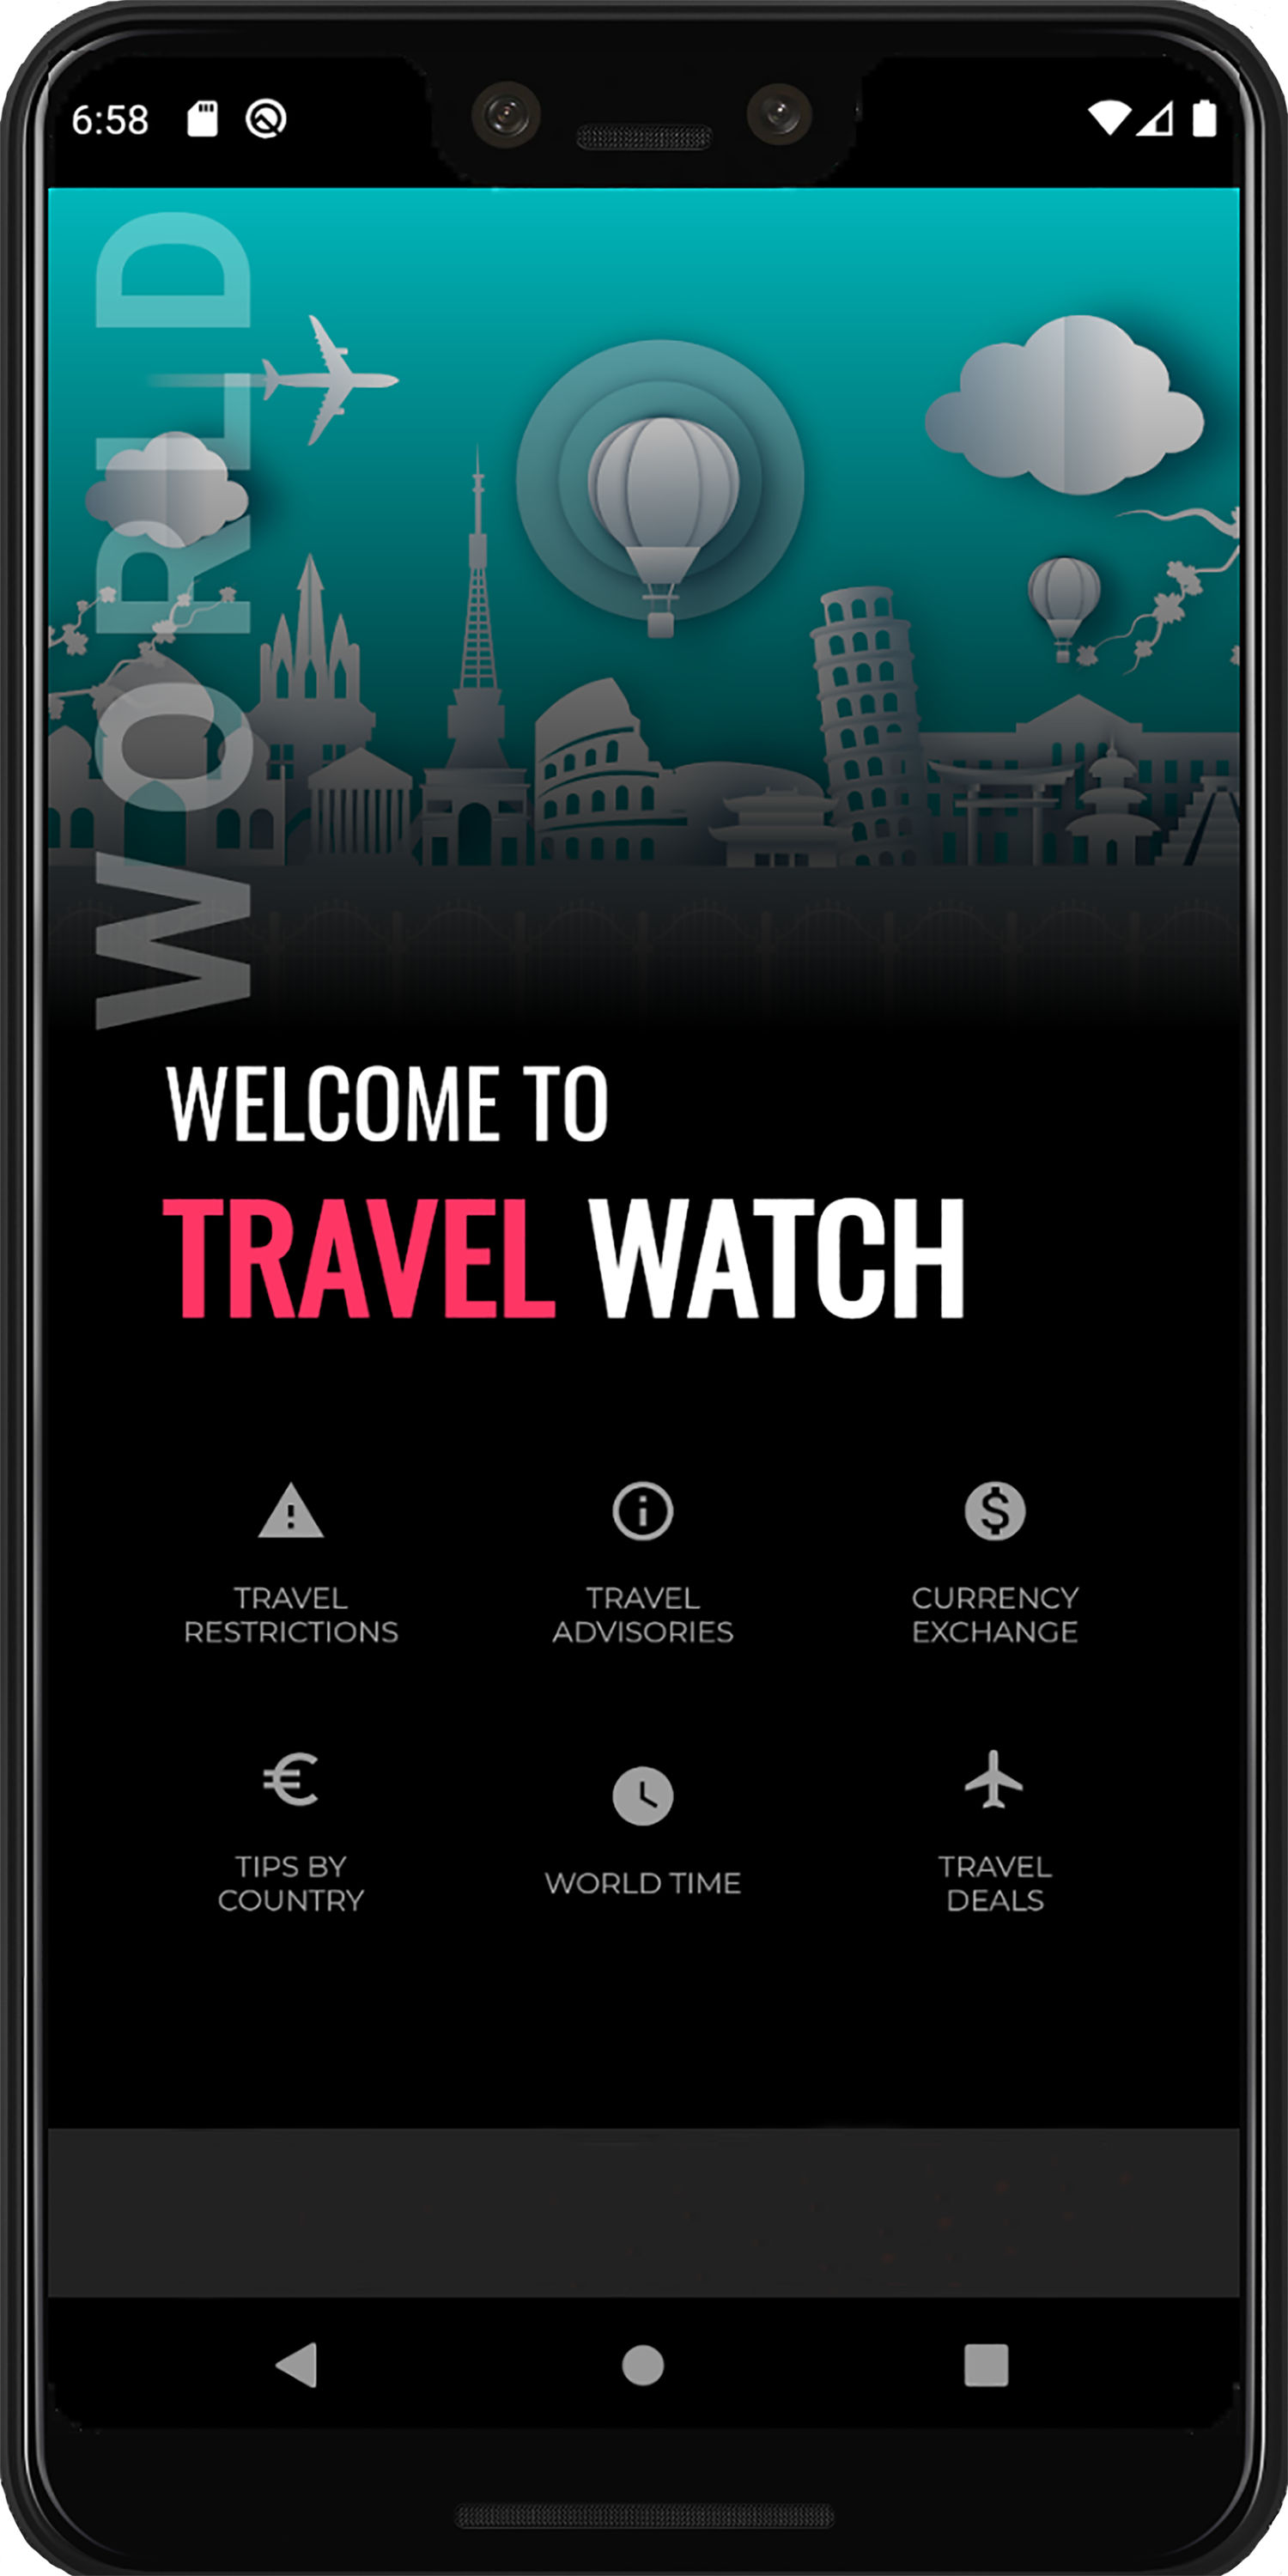 6:58
WORLD
WELCOME TO
TRAVEL WATCH
TRAVEL
RESTRICTIONS
TRAVEL
ADVISORIES
CURRENCY
EXCHANGE
TIPS BY
COUNTRY
WORLD TIME
TRAVEL
DEALS